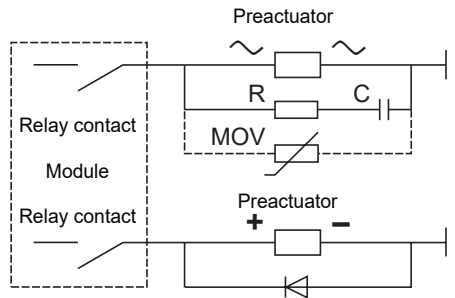 Preactuator
R
C
Relay contact
MOV
Module
Preactuator
Relay contact
+
−